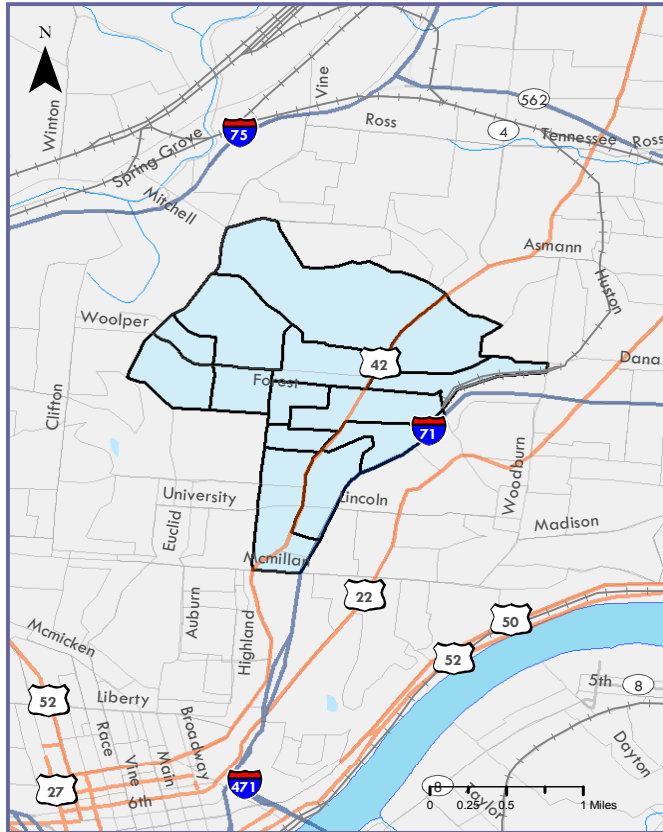 N
Vine
562
Winton
Ross
4
Tennessee
Ross
75
Spring Grove
Mitchell
Asmann
Huston
Woolper
42
Dana
Forest
Clifton
71
Woodburn
University
Lincoln
Euclid
Madison
Mcmillan
22
Auburn
Highland
50
Mcmicken
52
52
5th
8
Liberty
Race
Vine
Main
Broadway
Dayton
27
6th
471
8
Taylor
0 0.25 0.5 1 Miles